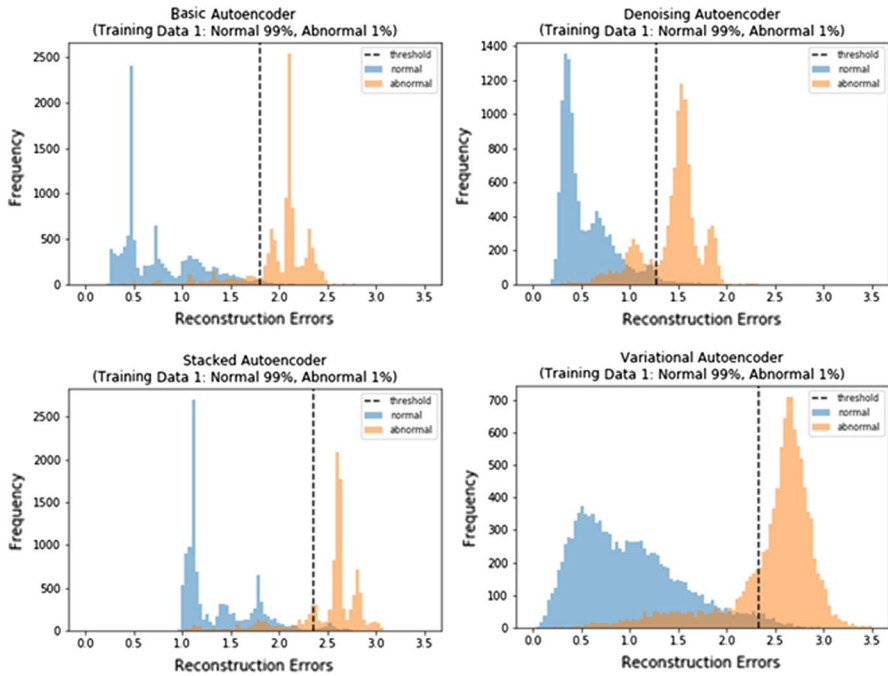 Basic Autoencoder
(Training Data 1: Normal 99%, Abnormal 1%)
2500
2000
1500
1000
500
0
Frequency
threshold
normal
abnormal
0.0 0.5 1.0 1.5 2.0 2.5 3.0 3.5
Reconstruction Errors
Denoising Autoencoder
(Training Data 1: Normal 99%, Abnormal 1%)
1400
1200
1000
800
600
400
200
0
Frequency
threshold
normal
abnormal
0.0 0.5 1.0 1.5 2.0 2.5 3.0 3.5
Reconstruction Errors
Stacked Autoencoder
(Training Data 1: Normal 99%, Abnormal 1%)
2500
2000
1500
1000
500
0
Frequency
threshold
normal
abnormal
0.0 0.5 1.0 1.5 2.0 2.5 3.0 3.5
Reconstruction Errors
Variational Autoencoder
(Training Data 1: Normal 99%, Abnormal 1%)
700
600
500
400
300
200
100
0
Frequency
threshold
normal
abnormal
0.0 0.5 1.0 1.5 2.0 2.5 3.0 3.5
Reconstruction Errors